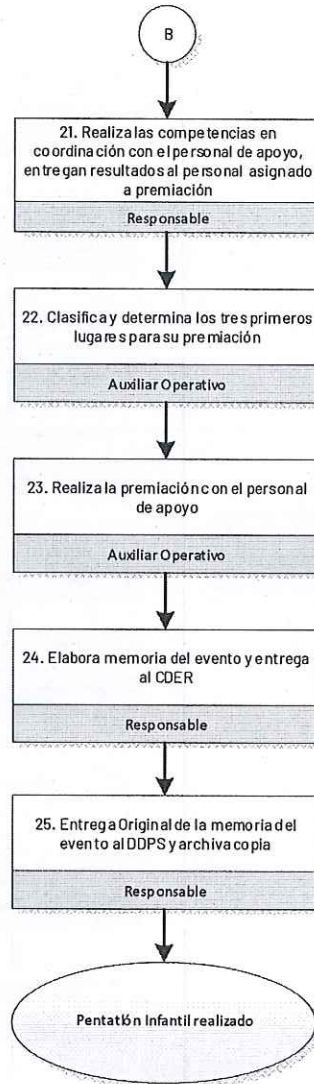 B
21. Realiza las competencias en
coordinación con el personal de apoyo,
entregan resultados al personal asignado
a premiación
Responsable
22. Clasifica y determina los tres primeros
lugares para su premiación
Auxiliar Operativo
23. Realiza la premiación con el personal
de apoyo
Auxiliar Operativo
24. Elabora memoria del evento y entrega
al CDER
Responsable
25. Entrega Original de la memoria del
evento al DDPS y archiva copia
Responsable
Pentatlón Infantil realizado